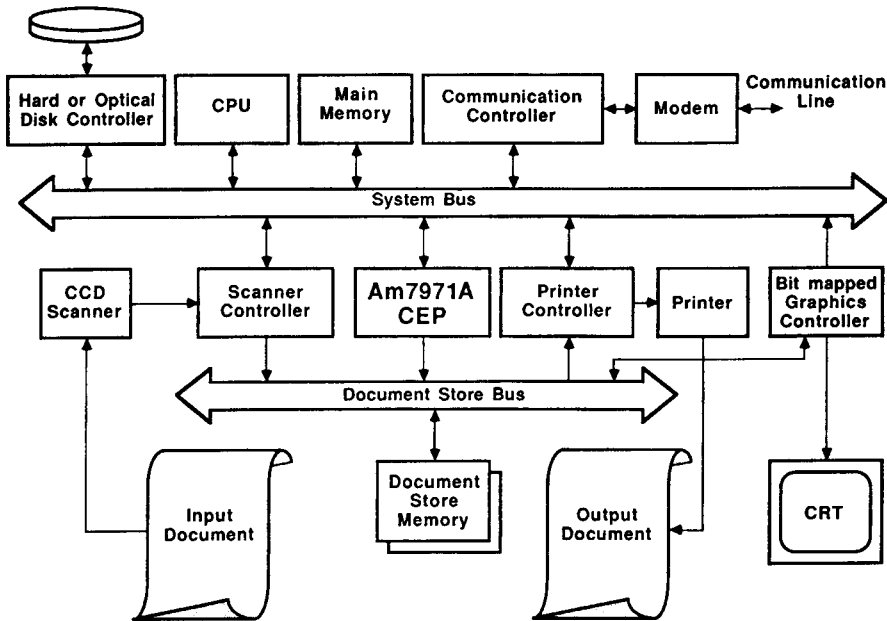 Hard or Optical
Disk Controller
CPU
Main
Memory
Communication
Controller
Modem
Communication
Line
System Bus
CCD
Scanner
Scanner
Controller
Am7971A
CEP
Printer
Controller
Printer
Bit mapped
Graphics
Controller
Document Store Bus
Input
Document
Document
Store
Memory
Output
Document
CRT